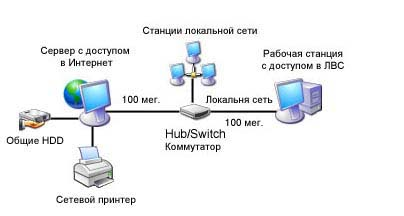 Станции локальной сети
Сервер с доступом
в Интернет
Рабочая станция
с доступом в ЛВС
100 мег.
Локальня сеть
100 мег.
Hub/Switch
Коммутатор
Общие HDD
Сетевой принтер